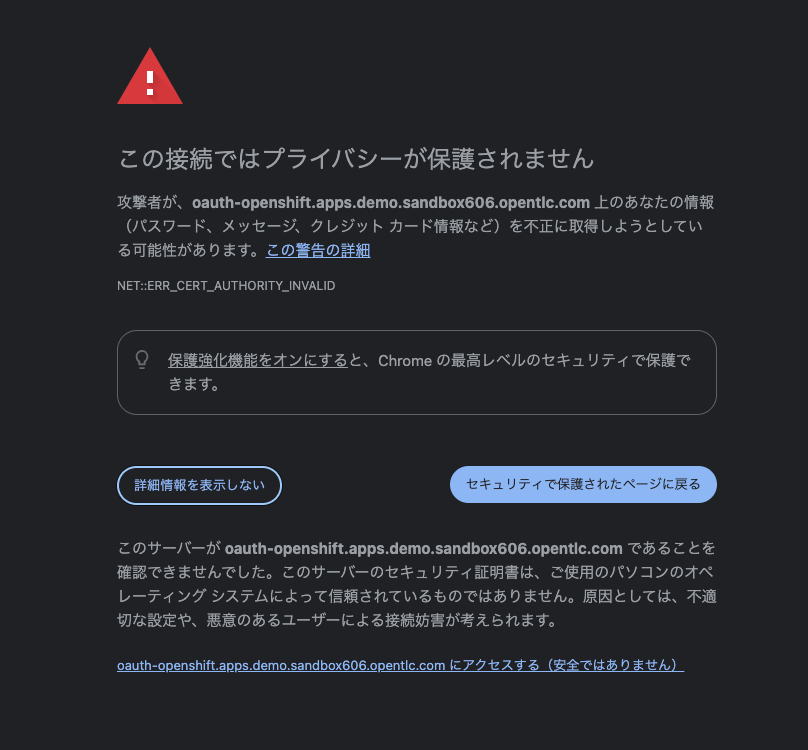 この接続ではプライバシーが保護されません
攻撃者が、oauth-openshift.apps.demo.sandbox606.opentlc.com 上のあなたの情報
（パスワード、メッセージ、クレジット カード情報など）を不正に取得しようとしてい
る可能性があります。この警告の詳細
NET::ERR_CERT_AUTHORITY_INVALID
保護強化機能をオンにすると、Chrome の最高レベルのセキュリティで保護で
きます。
詳細情報を表示しない
セキュリティで保護されたページに戻る
このサーバーが oauth-openshift.apps.demo.sandbox606.opentlc.com であることを
確認できませんでした。このサーバーのセキュリティ証明書は、ご使用のパソコンのオペ
レーティング システムによって信頼されているものではありません。原因としては、不適
切な設定や、悪意のあるユーザーによる接続妨害が考えられます。
oauth-openshift.apps.demo.sandbox606.opentlc.com にアクセスする（安全ではありません）